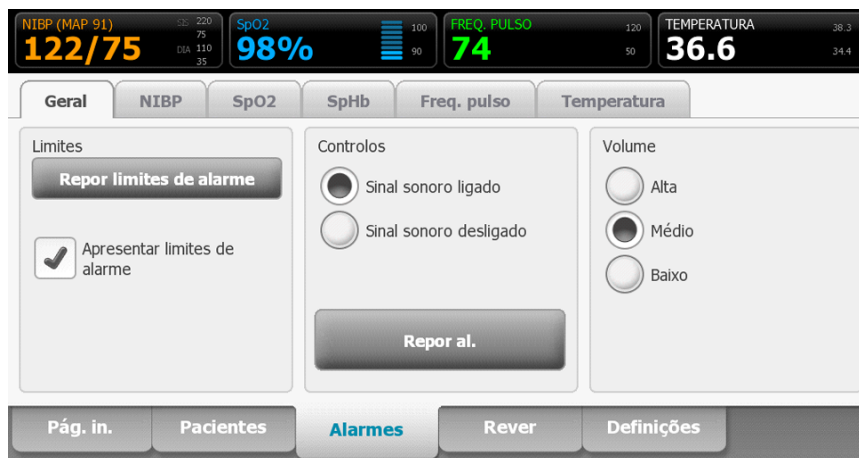 NIBP (MAP 91)
SIS 220
75
122/75
DIA 110
35
SpO2
98%
100
90
FREQ. PULSO
74
120
50
TEMPERATURA
36.6
38.3
34.4
Geral NIBP SpO2 SpHb Freq. pulso Temperatura
Limites
Repor limites de alarme
Apresentar limites de
alarme
Controlos
Sinal sonoro ligado
Sinal sonoro desligado
Repor al.
Volume
Alta
Médio
Baixo
Pág. in. Pacientes Alarmes Rever Definições